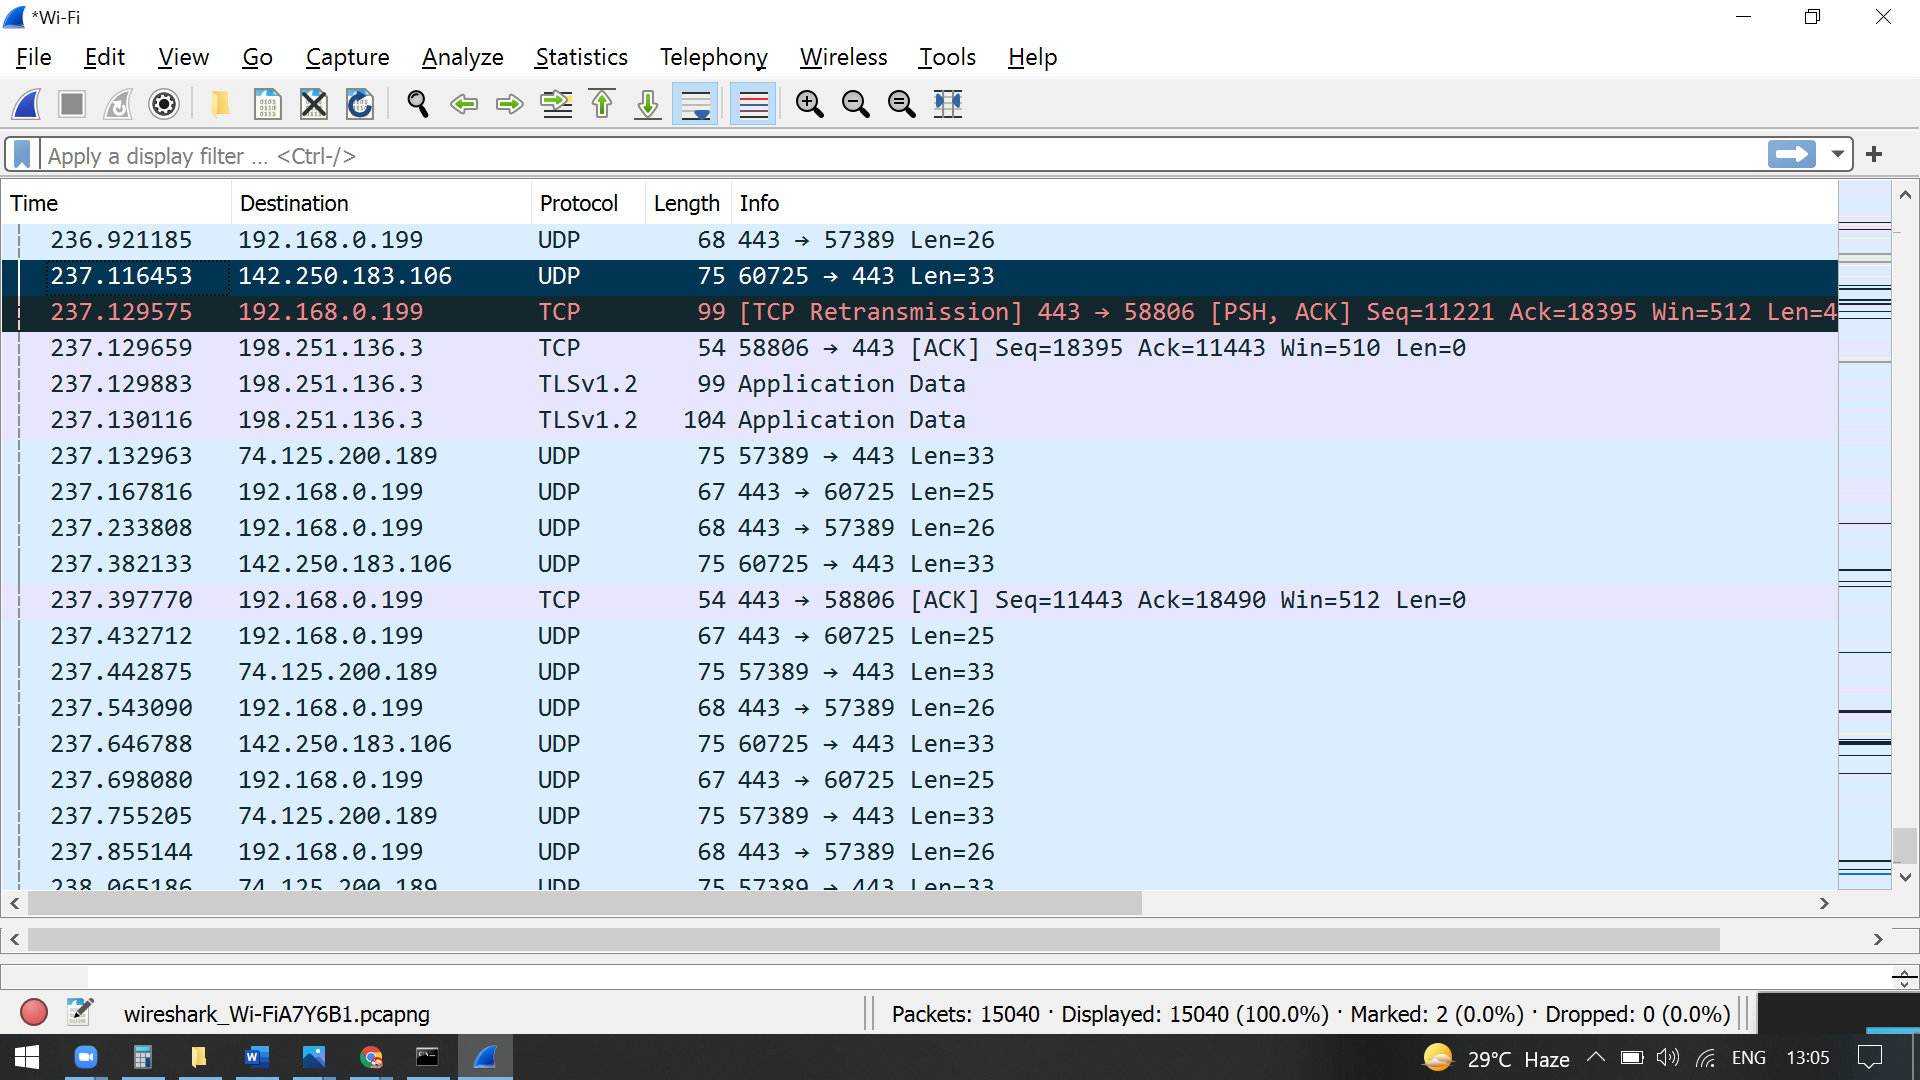 *Wi-Fi
File Edit View Go Capture Analyze Statistics Telephony Wireless Tools Help
Apply a display filter ... <Ctrl-/>
Time Destination Protocol Length Info
236.921185 192.168.0.199 UDP 68 443 → 57389 Len=26
237.116453 142.250.183.106 UDP 75 60725 → 443 Len=33
237.129575 192.168.0.199 TCP 99 [TCP Retransmission] 443 → 58806 [PSH, ACK] Seq=11221 Ack=18395 Win=512 Len=4
237.129659 198.251.136.3 TCP 54 58806 → 443 [ACK] Seq=18395 Ack=11443 Win=510 Len=0
237.129883 198.251.136.3 TLSv1.2 99 Application Data
237.130116 198.251.136.3 TLSv1.2 104 Application Data
237.132963 74.125.200.189 UDP 75 57389 → 443 Len=33
237.167816 192.168.0.199 UDP 67 443 → 60725 Len=25
237.233808 192.168.0.199 UDP 68 443 → 57389 Len=26
237.382133 142.250.183.106 UDP 75 60725 → 443 Len=33
237.397770 192.168.0.199 TCP 54 443 → 58806 [ACK] Seq=11443 Ack=18490 Win=512 Len=0
237.432712 192.168.0.199 UDP 67 443 → 60725 Len=25
237.442875 74.125.200.189 UDP 75 57389 → 443 Len=33
237.543090 192.168.0.199 UDP 68 443 → 57389 Len=26
237.646788 142.250.183.106 UDP 75 60725 → 443 Len=33
237.698080 192.168.0.199 UDP 67 443 → 60725 Len=25
237.755205 74.125.200.189 UDP 75 57389 → 443 Len=33
237.855144 192.168.0.199 UDP 68 443 → 57389 Len=26
238.065186 74.125.200.189 UDP 75 57389 → 443 Len=33
wireshark_Wi-FiA7Y6B1.pcapng Packets: 15040 · Displayed: 15040 (100.0%) · Marked: 2 (0.0%) · Dropped: 0 (0.0%)
29°C Haze ENG 13:05